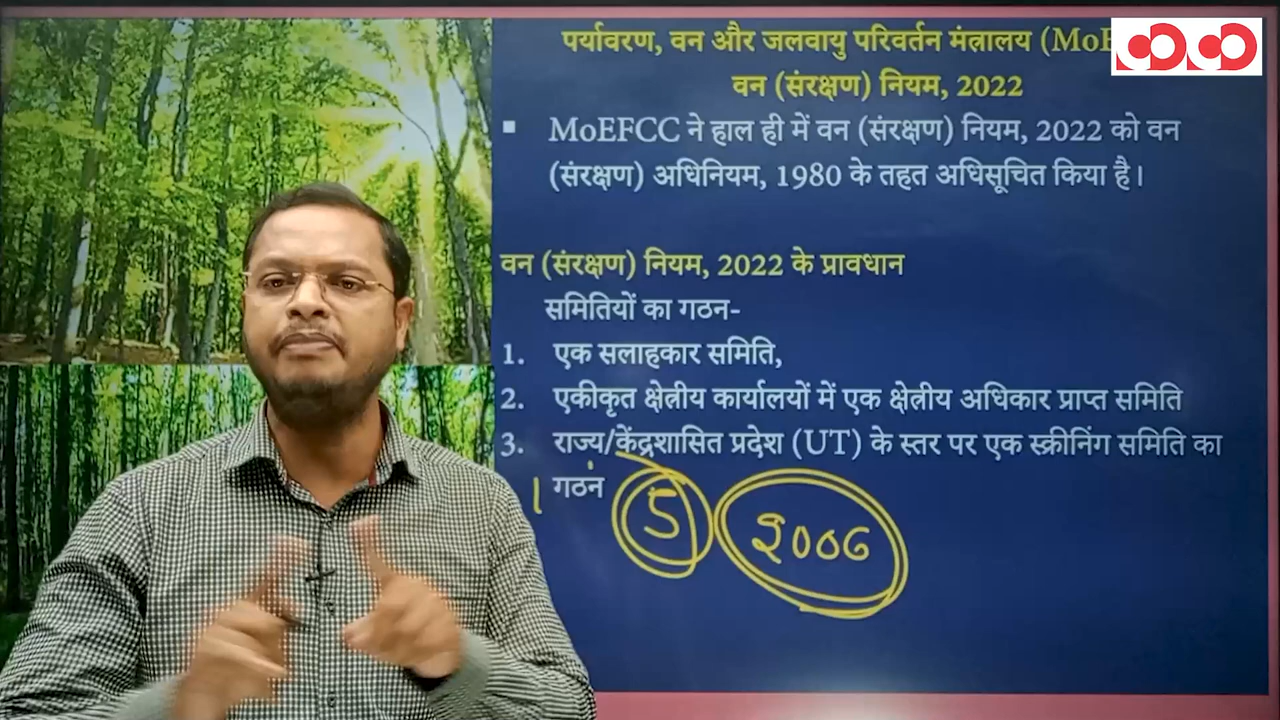 पर्यावरण, वन और जलवायु परिवर्तन मंत्रालय (MoE
वन (संरक्षण) नियम, 2022
▪ MoEFCC ने हाल ही में वन (संरक्षण) नियम, 2022 को वन
(संरक्षण) अधिनियम, 1980 के तहत अधिसूचित किया है।
वन (संरक्षण) नियम, 2022 के प्रावधान
समितियों का गठन-
1. एक सलाहकार समिति,
2. एकीकृत क्षेत्रीय कार्यालयों में एक क्षेत्रीय अधिकार प्राप्त समिति
3. राज्य/केंद्रशासित प्रदेश (UT) के स्तर पर एक स्क्रीनिंग समिति का
गठन
5 2006